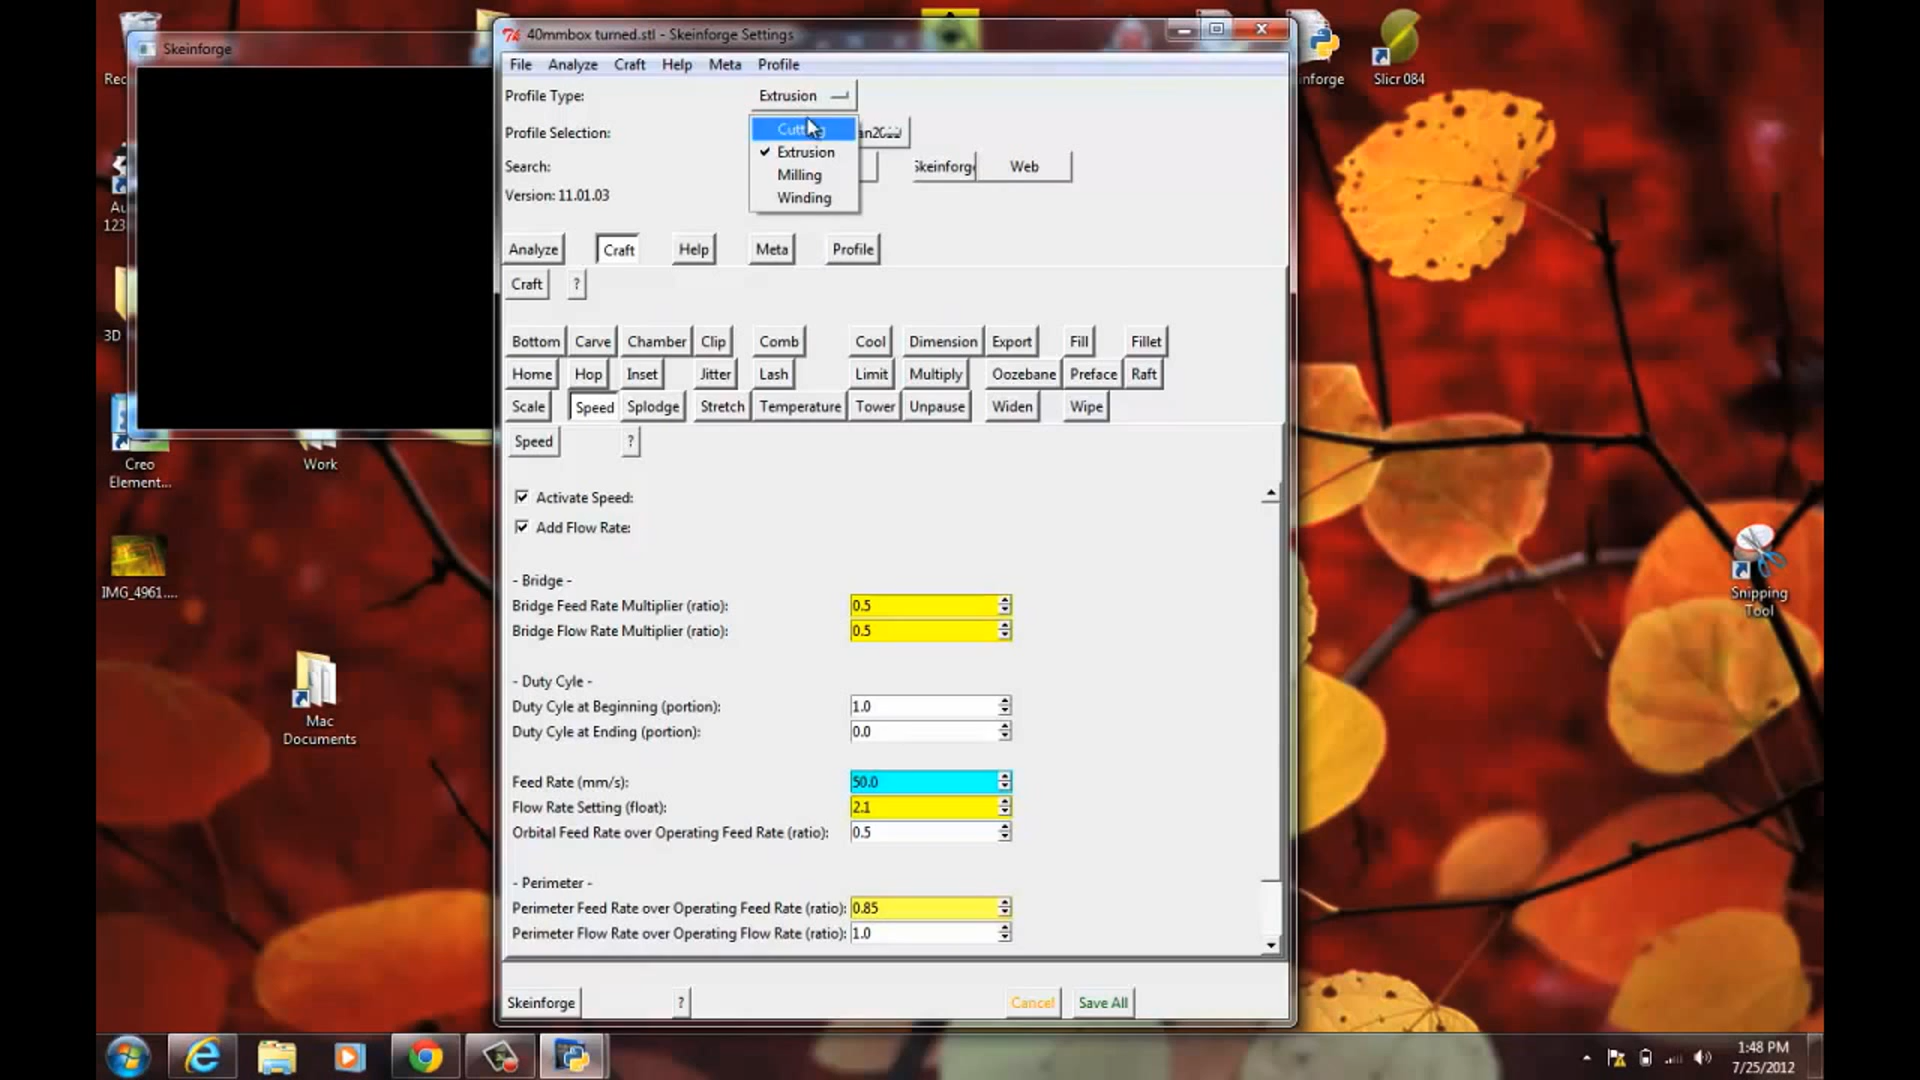 Skeinforge
40mmbox turned.stl - Skeinforge Settings
File Analyze Craft Help Meta Profile
Profile Type: Extrusion
Profile Selection:
Cutting
Extrusion
Milling
Winding
Search: Skeinforge Web
Version: 11.01.03
Analyze Craft Help Meta Profile
Craft ?
Bottom Carve Chamber Clip Comb Cool Dimension Export Fill Fillet
Home Hop Inset Jitter Lash Limit Multiply Oozebane Preface Raft
Scale Speed Splodge Stretch Temperature Tower Unpause Widen Wipe
Speed ?
Activate Speed:
Add Flow Rate:
- Bridge -
Bridge Feed Rate Multiplier (ratio): 0.5
Bridge Flow Rate Multiplier (ratio): 0.5
- Duty Cyle -
Duty Cyle at Beginning (portion): 1.0
Duty Cyle at Ending (portion): 0.0
Feed Rate (mm/s): 50.0
Flow Rate Setting (float): 2.1
Orbital Feed Rate over Operating Feed Rate (ratio): 0.5
- Perimeter -
Perimeter Feed Rate over Operating Feed Rate (ratio): 0.85
Perimeter Flow Rate over Operating Flow Rate (ratio): 1.0
Skeinforge ? Cancel Save All
Rec
Au
123
3D
Creo
Element...
IMG_4961....
Work
Mac
Documents
nforge
Slicr 084
Snipping
Tool
1:48 PM
7/25/2012